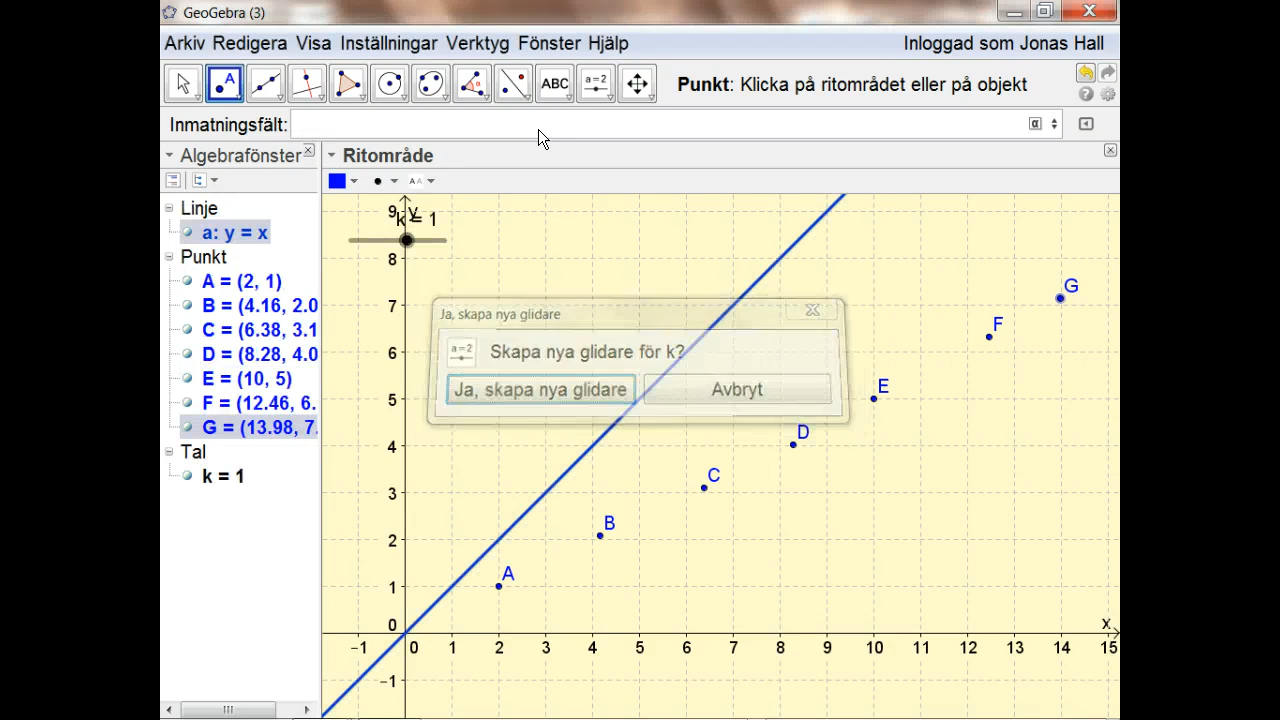 GeoGebra (3)
Arkiv Redigera Visa Inställningar Verktyg Fönster Hjälp Inloggad som Jonas Hall
A ABC a=2 Punkt: Klicka på ritområdet eller på objekt
Inmatningsfält: α
Algebrafönster Ritområde
Linje
a: y = x
Punkt
A = (2, 1)
B = (4.16, 2.0
C = (6.38, 3.1
D = (8.28, 4.0
E = (10, 5)
F = (12.46, 6.
G = (13.98, 7.
Tal
k = 1
y
k = 1
Ja, skapa nya glidare
a=2 Skapa nya glidare för k?
Ja, skapa nya glidare Avbryt
9
8
7
6
5
4
3
2
1
0
−1
A
B
C
D
E
F
G
x
−1 0 1 2 3 4 5 6 7 8 9 10 11 12 13 14 15